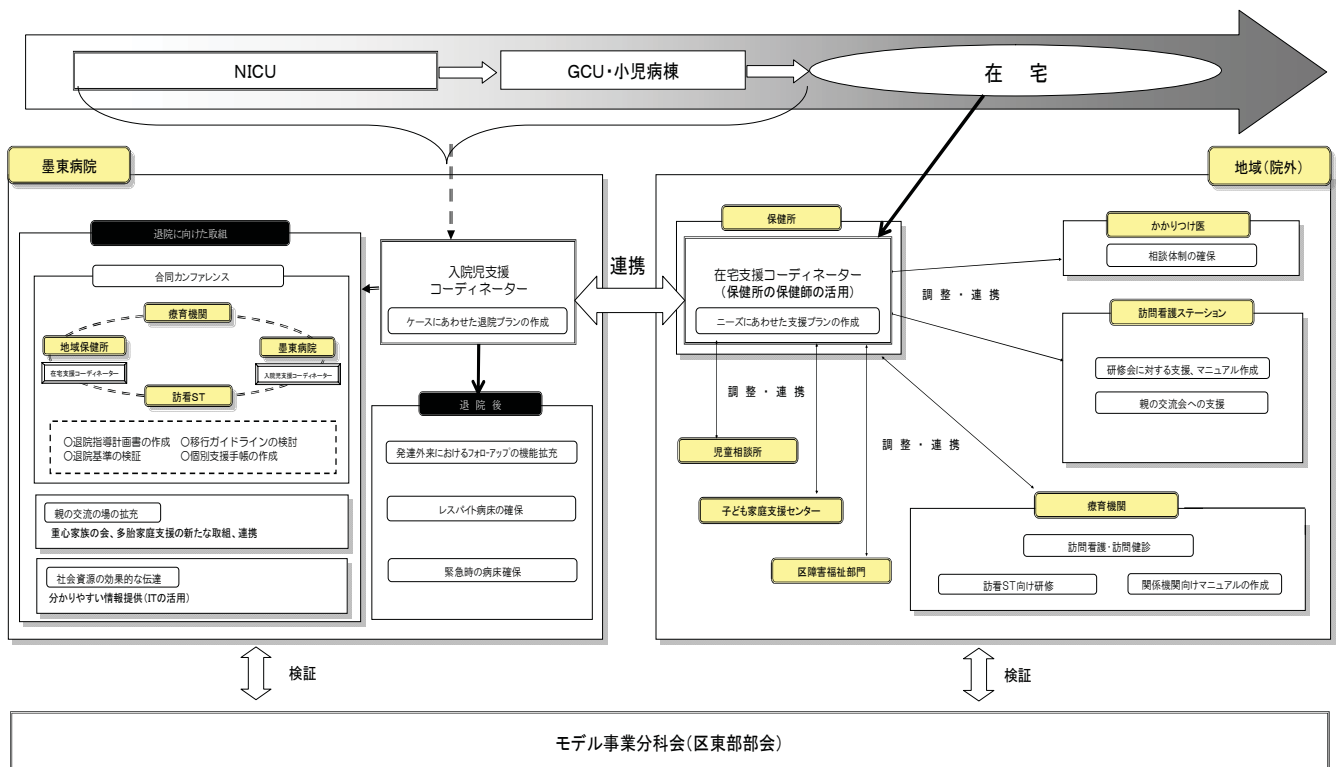 NICU
GCU・小児病棟
在　宅
墨東病院
退院に向けた取組
合同カンファレンス
療育機関
地域保健所
在宅支援コーディネーター
墨東病院
入院児支援コーディネーター
訪看ST
○退院指導計画書の作成 ○移行ガイドラインの検討
○退院基準の検証 ○個別支援手帳の作成
親の交流の場の拡充
重心家族の会、多胎家庭支援の新たな取組、連携
社会資源の効果的な伝達
分かりやすい情報提供(ITの活用)
入院児支援
コーディネーター
ケースにあわせた退院プランの作成
退 院 後
発達外来におけるフォローアップの機能拡充
レスパイト病床の確保
緊急時の病床確保
連携
地域(院外)
保健所
在宅支援コーディネーター
(保健所の保健師の活用)
ニーズにあわせた支援プランの作成
調 整 ・ 連 携
調 整 ・ 連 携
調 整 ・ 連 携
児童相談所
子ども家庭支援センター
区障害福祉部門
かかりつけ医
相談体制の確保
訪問看護ステーション
研修会に対する支援、マニュアル作成
親の交流会への支援
療育機関
訪問看護・訪問健診
訪看ST向け研修
関係機関向けマニュアルの作成
検証
検証
モデル事業分科会(区東部部会)